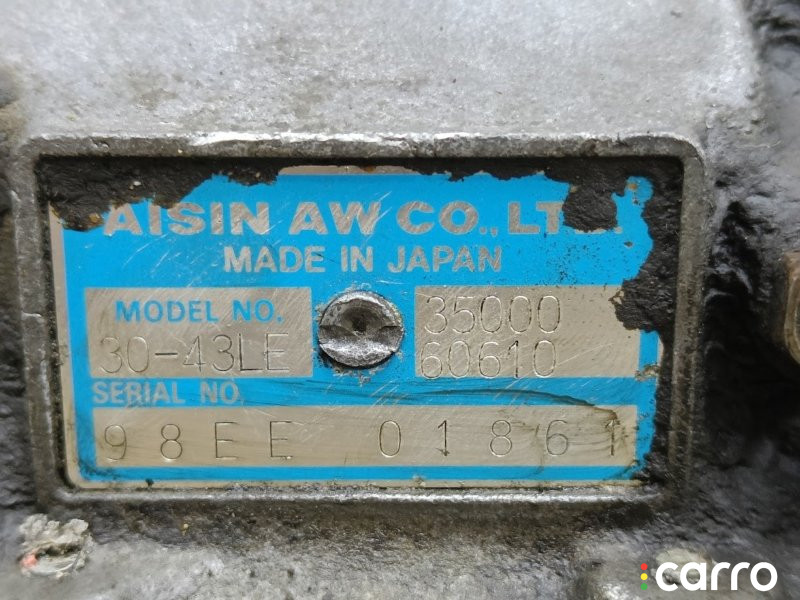 AISIN AW CO., LT
MADE IN JAPAN
MODEL NO. 35000
30-43LE 60610
SERIAL NO.
98EE 01861
carro